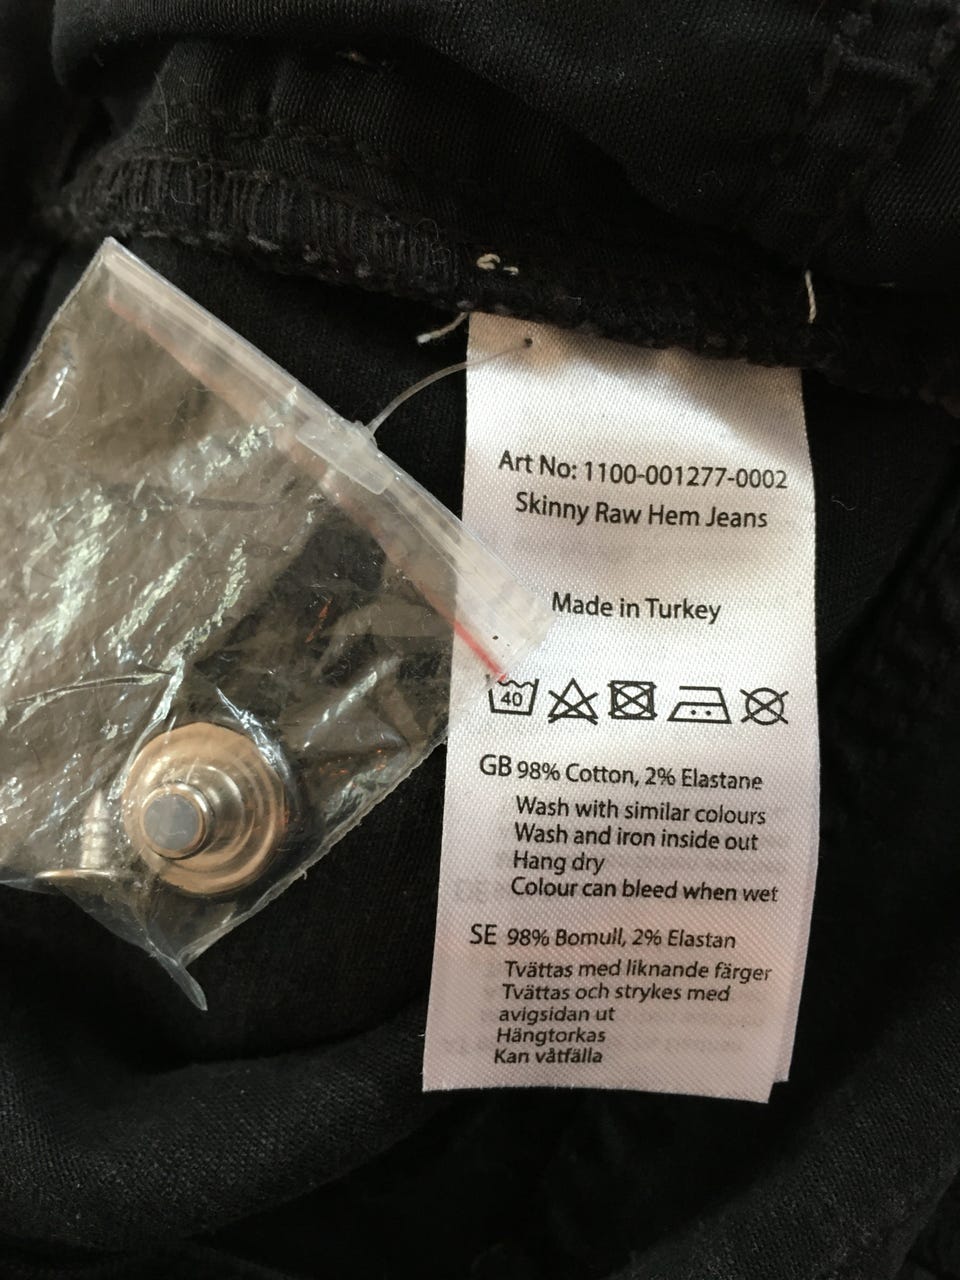 Art No: 1100-001277-0002
Skinny Raw Hem Jeans
Made in Turkey
40
GB 98% Cotton, 2% Elastane
Wash with similar colours
Wash and iron inside out
Hang dry
Colour can bleed when wet
SE 98% Bomull, 2% Elastan
Tvättas med liknande färger
Tvättas och strykes med
avigsidan ut
Hängtorkas
Kan våtfälla